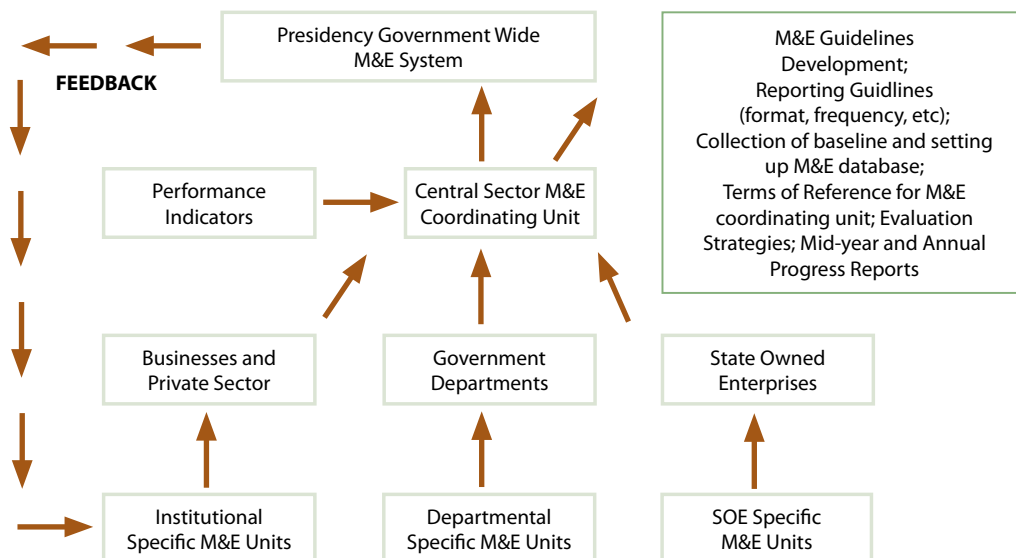 Presidency Government Wide
M&E System
FEEDBACK
M&E Guidelines
Development;
Reporting Guidlines
(format, frequency, etc);
Collection of baseline and setting
up M&E database;
Terms of Reference for M&E
coordinating unit; Evaluation
Strategies; Mid-year and Annual
Progress Reports
Performance
Indicators
Central Sector M&E
Coordinating Unit
Businesses and
Private Sector
Government
Departments
State Owned
Enterprises
Institutional
Specific M&E Units
Departmental
Specific M&E Units
SOE Specific
M&E Units